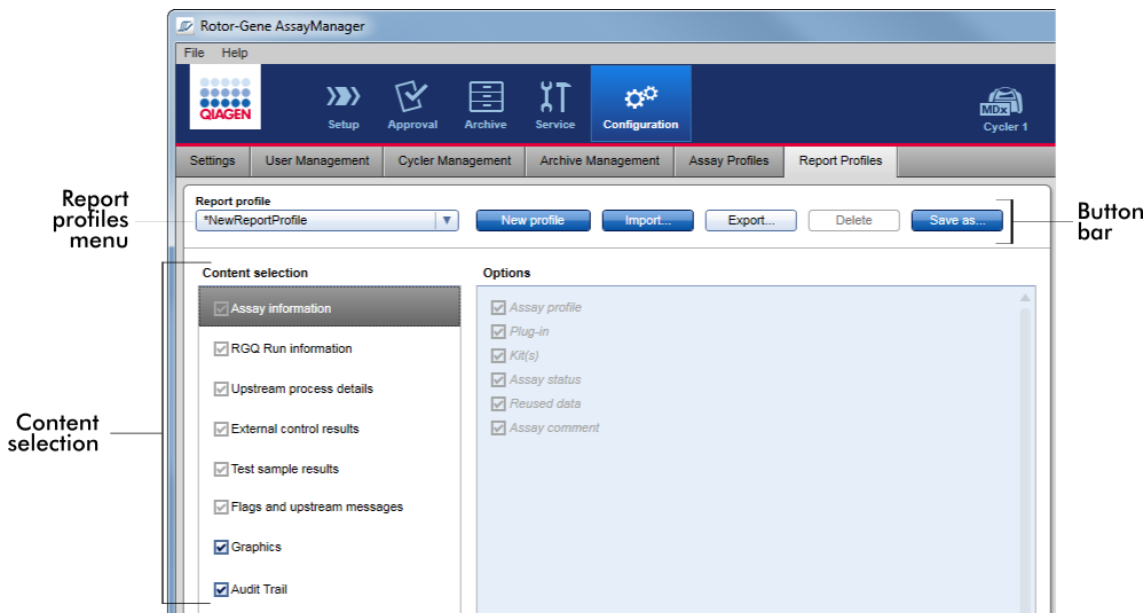 Rotor-Gene AssayManager
File Help
QIAGEN
Setup
Approval
Archive
Service
Configuration
MDx
Cycler 1
Settings
User Management
Cycler Management
Archive Management
Assay Profiles
Report Profiles
Report
profiles
menu
Report profile
*NewReportProfile
New profile
Import...
Export...
Delete
Save as...
Button
bar
Content selection
Options
Assay information
RGQ Run information
Upstream process details
External control results
Test sample results
Flags and upstream messages
Graphics
Audit Trail
Assay profile
Plug-in
Kit(s)
Assay status
Reused data
Assay comment
Content
selection